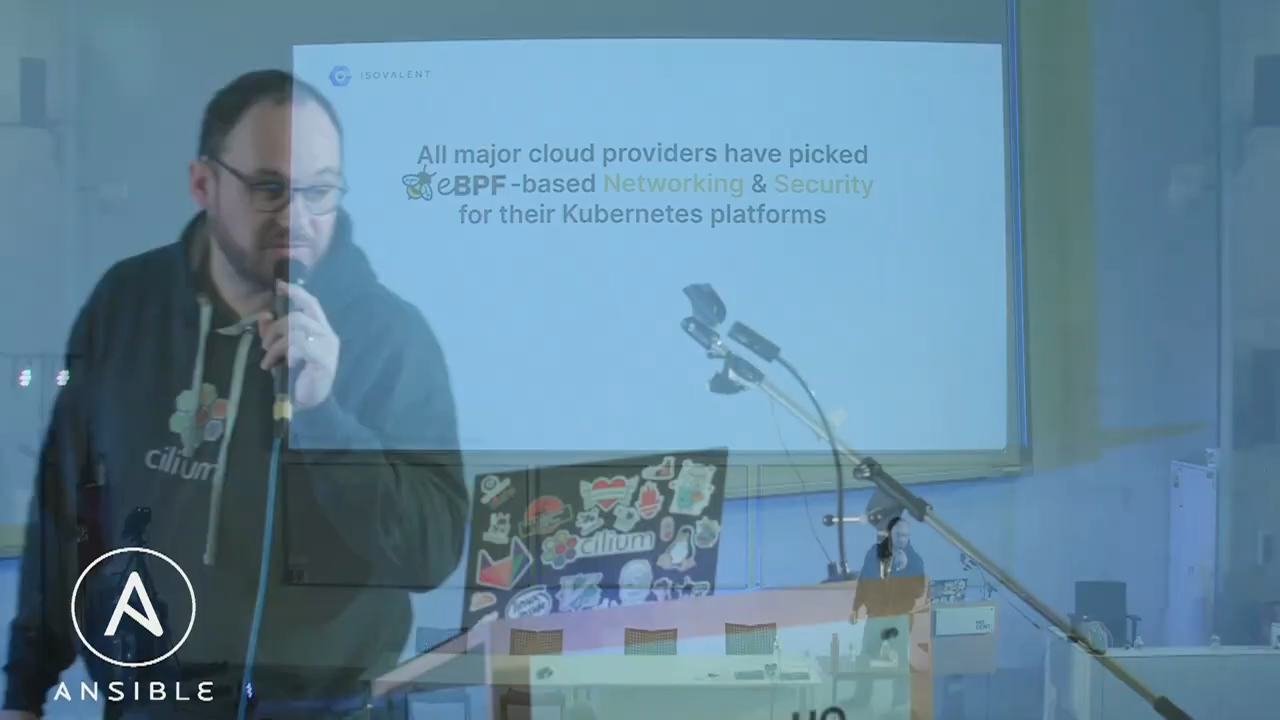 ISOVALENT
All major cloud providers have picked
eBPF-based Networking & Security
for their Kubernetes platforms
cilium
cilium
ANSIBLE